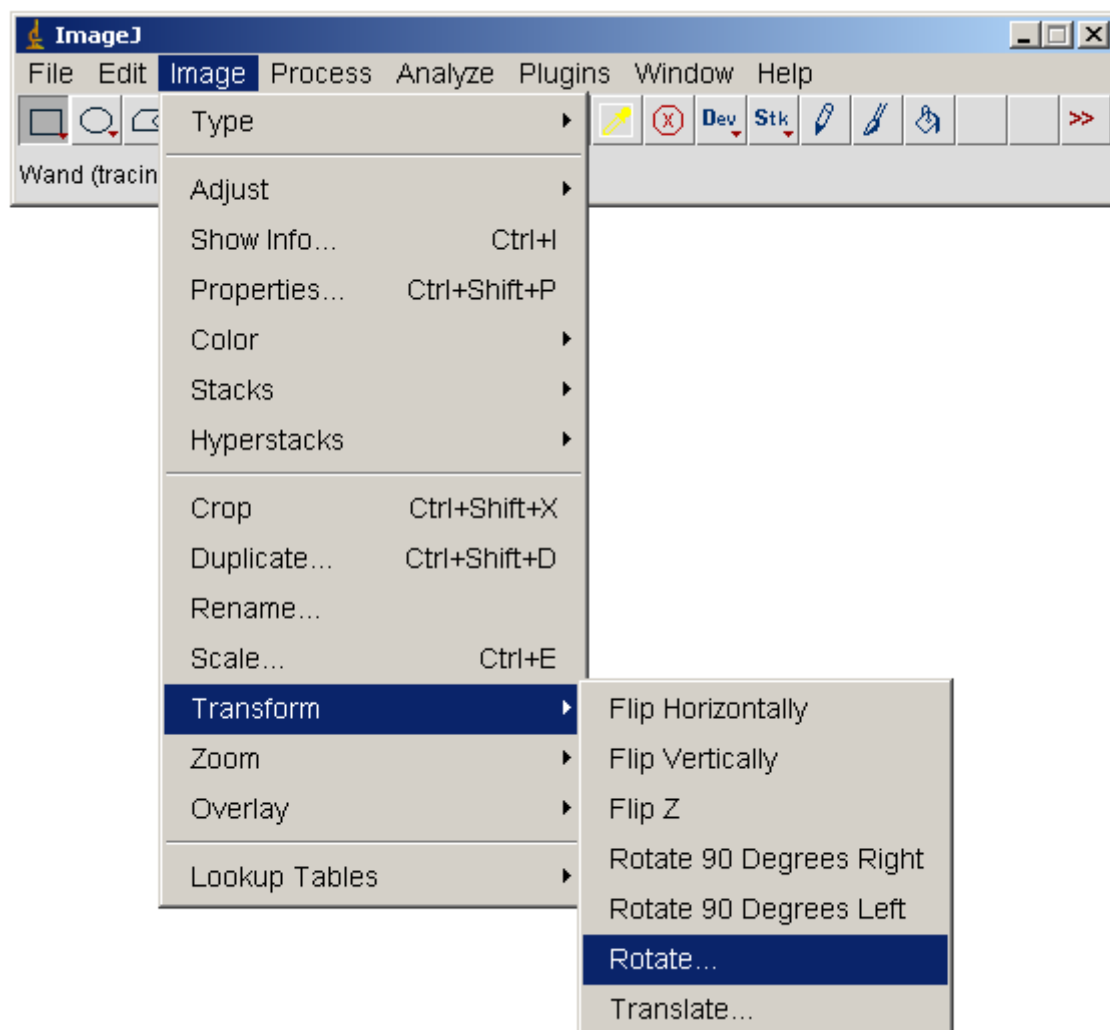 ImageJ
File Edit Image Process Analyze Plugins Window Help
Dev Stk >>
Wand (tracin
Type
Adjust
Show Info... Ctrl+I
Properties... Ctrl+Shift+P
Color
Stacks
Hyperstacks
Crop Ctrl+Shift+X
Duplicate... Ctrl+Shift+D
Rename...
Scale... Ctrl+E
Transform
Zoom
Overlay
Lookup Tables
Flip Horizontally
Flip Vertically
Flip Z
Rotate 90 Degrees Right
Rotate 90 Degrees Left
Rotate...
Translate...